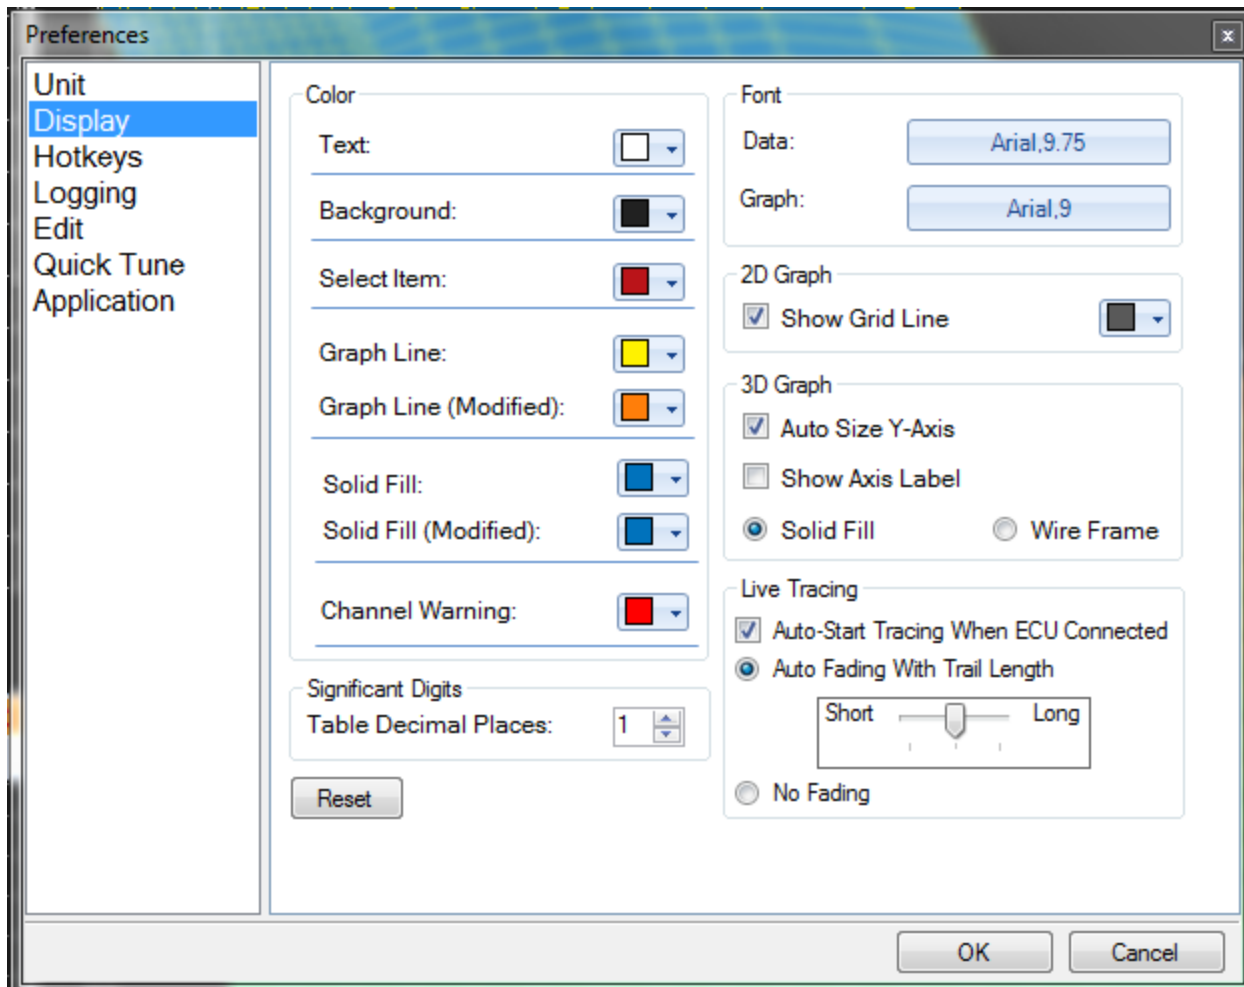 Preferences
x
Unit
Display
Hotkeys
Logging
Edit
Quick Tune
Application
Color
Text:
Background:
Select Item:
Graph Line:
Graph Line (Modified):
Solid Fill:
Solid Fill (Modified):
Channel Warning:
Significant Digits
Table Decimal Places: 1
Reset
Font
Data: Arial,9.75
Graph: Arial,9
2D Graph
Show Grid Line
3D Graph
Auto Size Y-Axis
Show Axis Label
Solid Fill Wire Frame
Live Tracing
Auto-Start Tracing When ECU Connected
Auto Fading With Trail Length
Short Long
No Fading
OK Cancel